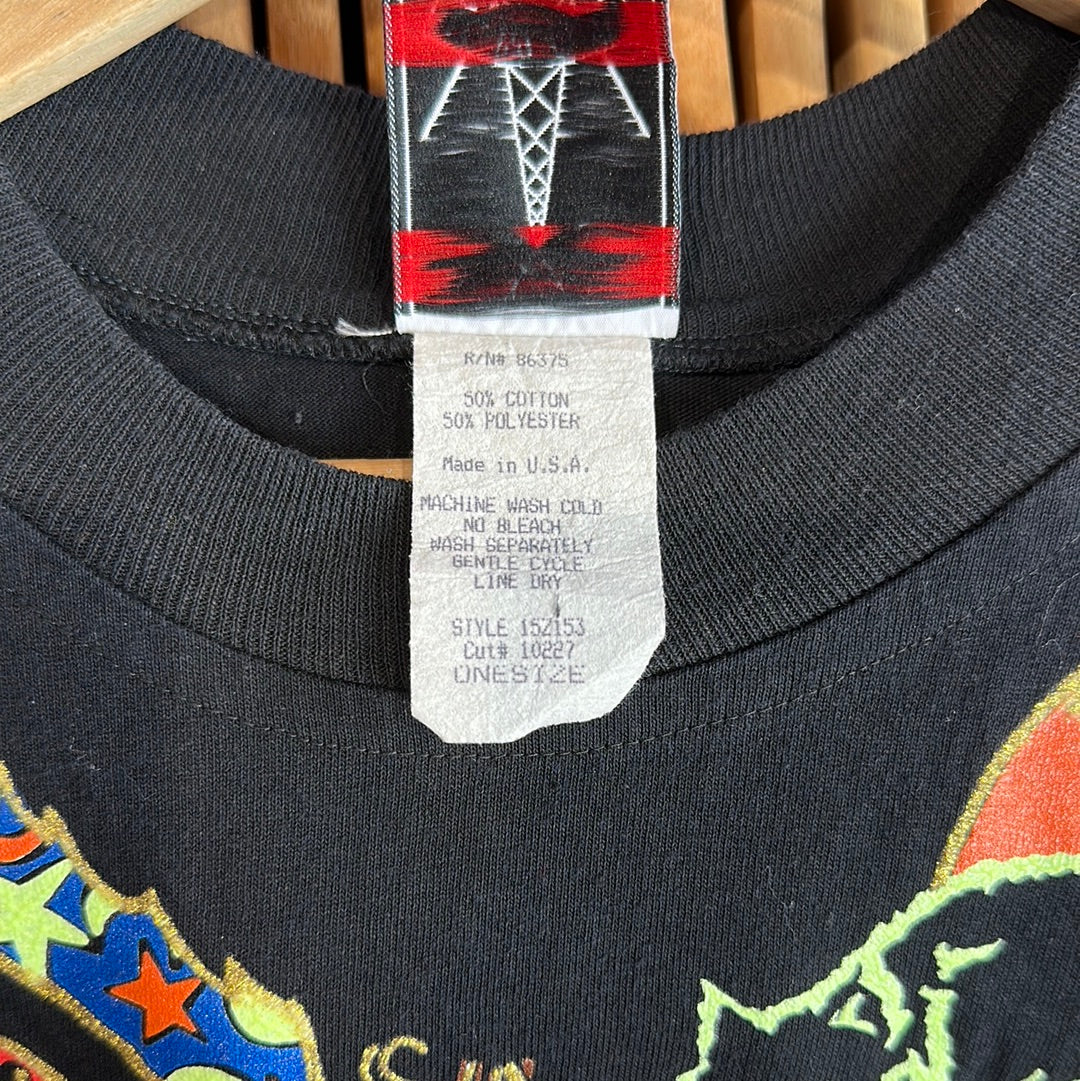 R/N# 86375
50% COTTON
50% POLYESTER
Made in U.S.A.
MACHINE WASH COLD
NO BLEACH
WASH SEPARATELY
GENTLE CYCLE
LINE DRY
STYLE 15Z153
Cut# 10227
ONESIZE